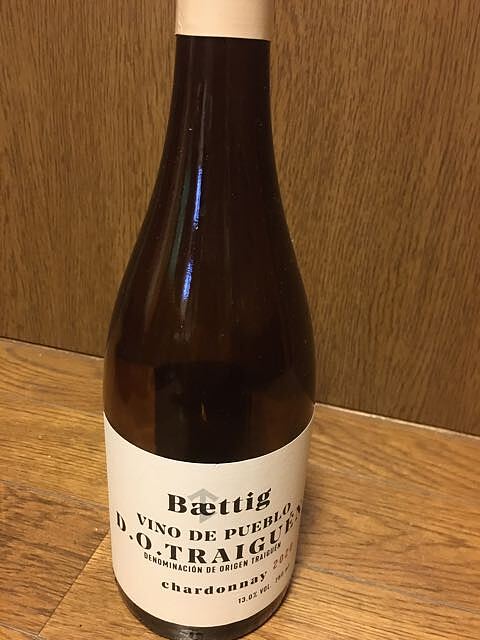 Bættig
VINO DE PUEBLO
D.O. TRAIGUÉN
DENOMINACIÓN DE ORIGEN TRAIGUÉN
chardonnay
13.0% VOL.